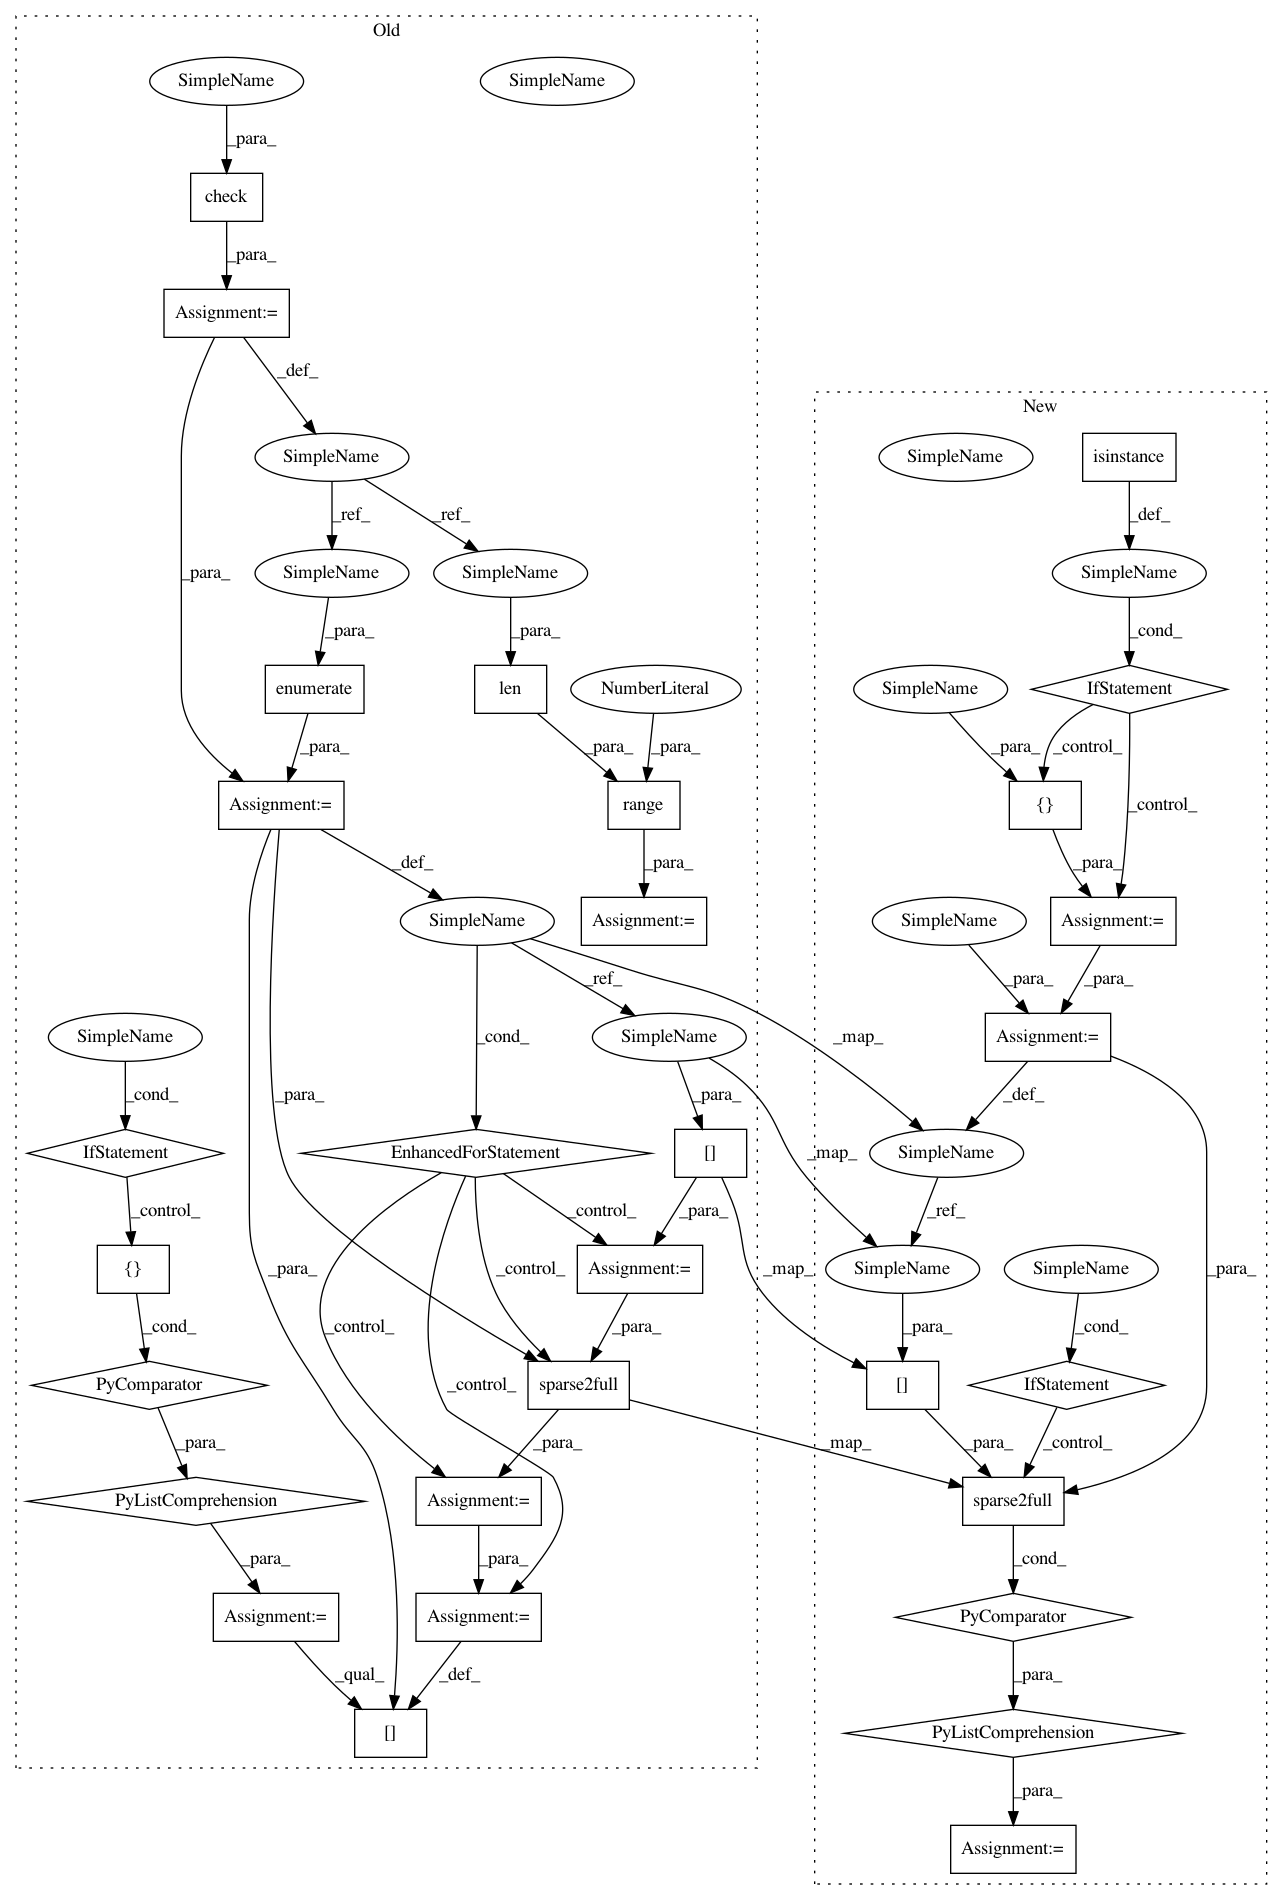 Old
SimpleName
SimpleName
_para_
check
_para_
Assignment:=
_def_
New
SimpleName
SimpleName
isinstance
_para_
_ref_
_ref_
_def_
SimpleName
SimpleName
SimpleName
_para_
_para_
_cond_
enumerate
len
NumberLiteral
SimpleName
IfStatement
_para_
_para_
_para_
_para_
_control_
Assignment:=
range
{}
_control_
_def_
_para_
_para_
SimpleName
Assignment:=
SimpleName
Assignment:=
_ref_
_para_
_para_
SimpleName
_cond_
SimpleName
_map_
Assignment:=
_cond_
_para_
_para_
_def_
IfStatement
EnhancedForStatement
[]
_map_
SimpleName
_control_
_control_
_para_
_ref_
{}
_para_
_control_
Assignment:=
_map_
SimpleName
SimpleName
_para_
_cond_
_control_
_para_
_para_
_cond_
PyComparator
_control_
sparse2full
[]
IfStatement
_para_
_para_
_map_
_para_
_control_
PyListComprehension
Assignment:=
sparse2full
_para_
_para_
_cond_
Assignment:=
Assignment:=
PyComparator
_qual_
_def_
_para_
[]
PyListComprehension
_para_
Assignment:=